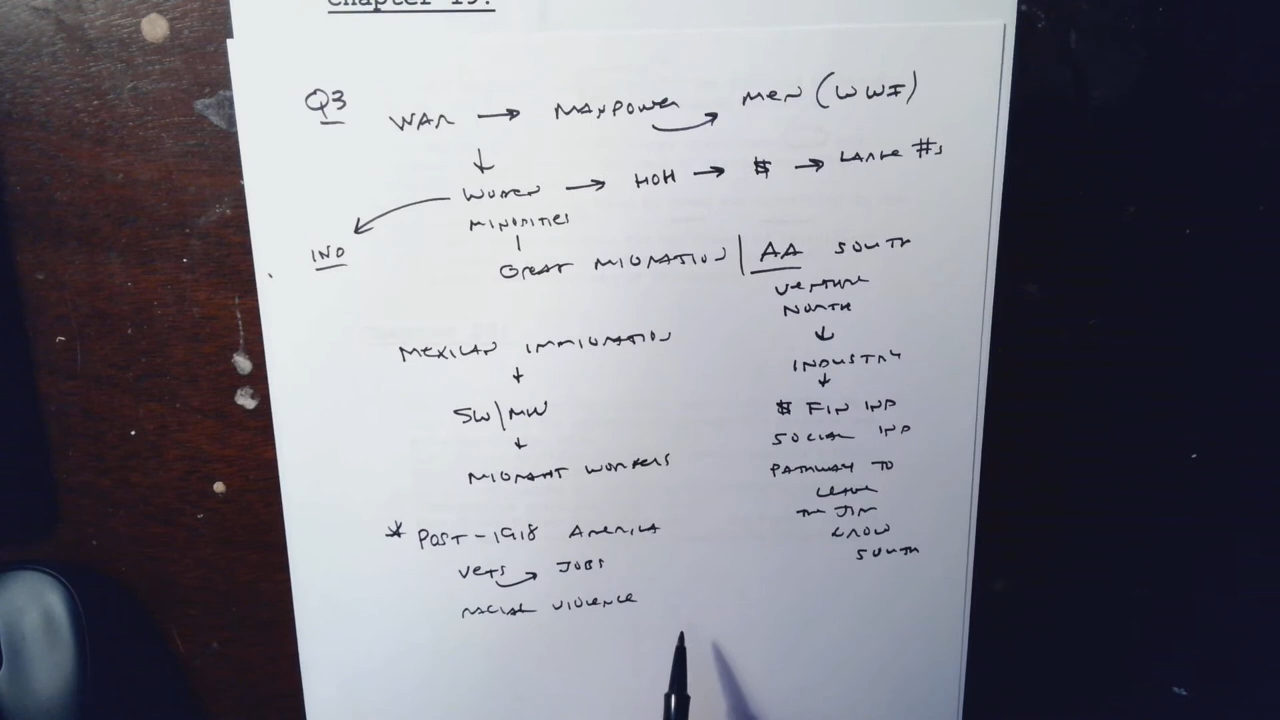 Chapter 19:
Q3
WAR → MANPOWER → MEN (WWI)
↓
WOMEN → HOH → $ → LARGE #s
MINORITIES
IND
GREAT MIGRATION | AA SOUTH
VENTURE
NORTH
↓
INDUSTRY
↓
$ FIN IND
SOCIAL IND
PATHWAY TO
LEAVE
THE JIM
CROW
SOUTH
MEXICAN IMMIGRATION
↓
SW/MW
↓
MIGRANT WORKERS
* POST-1918 AMERICA
VETS → JOBS
RACIAL VIOLENCE